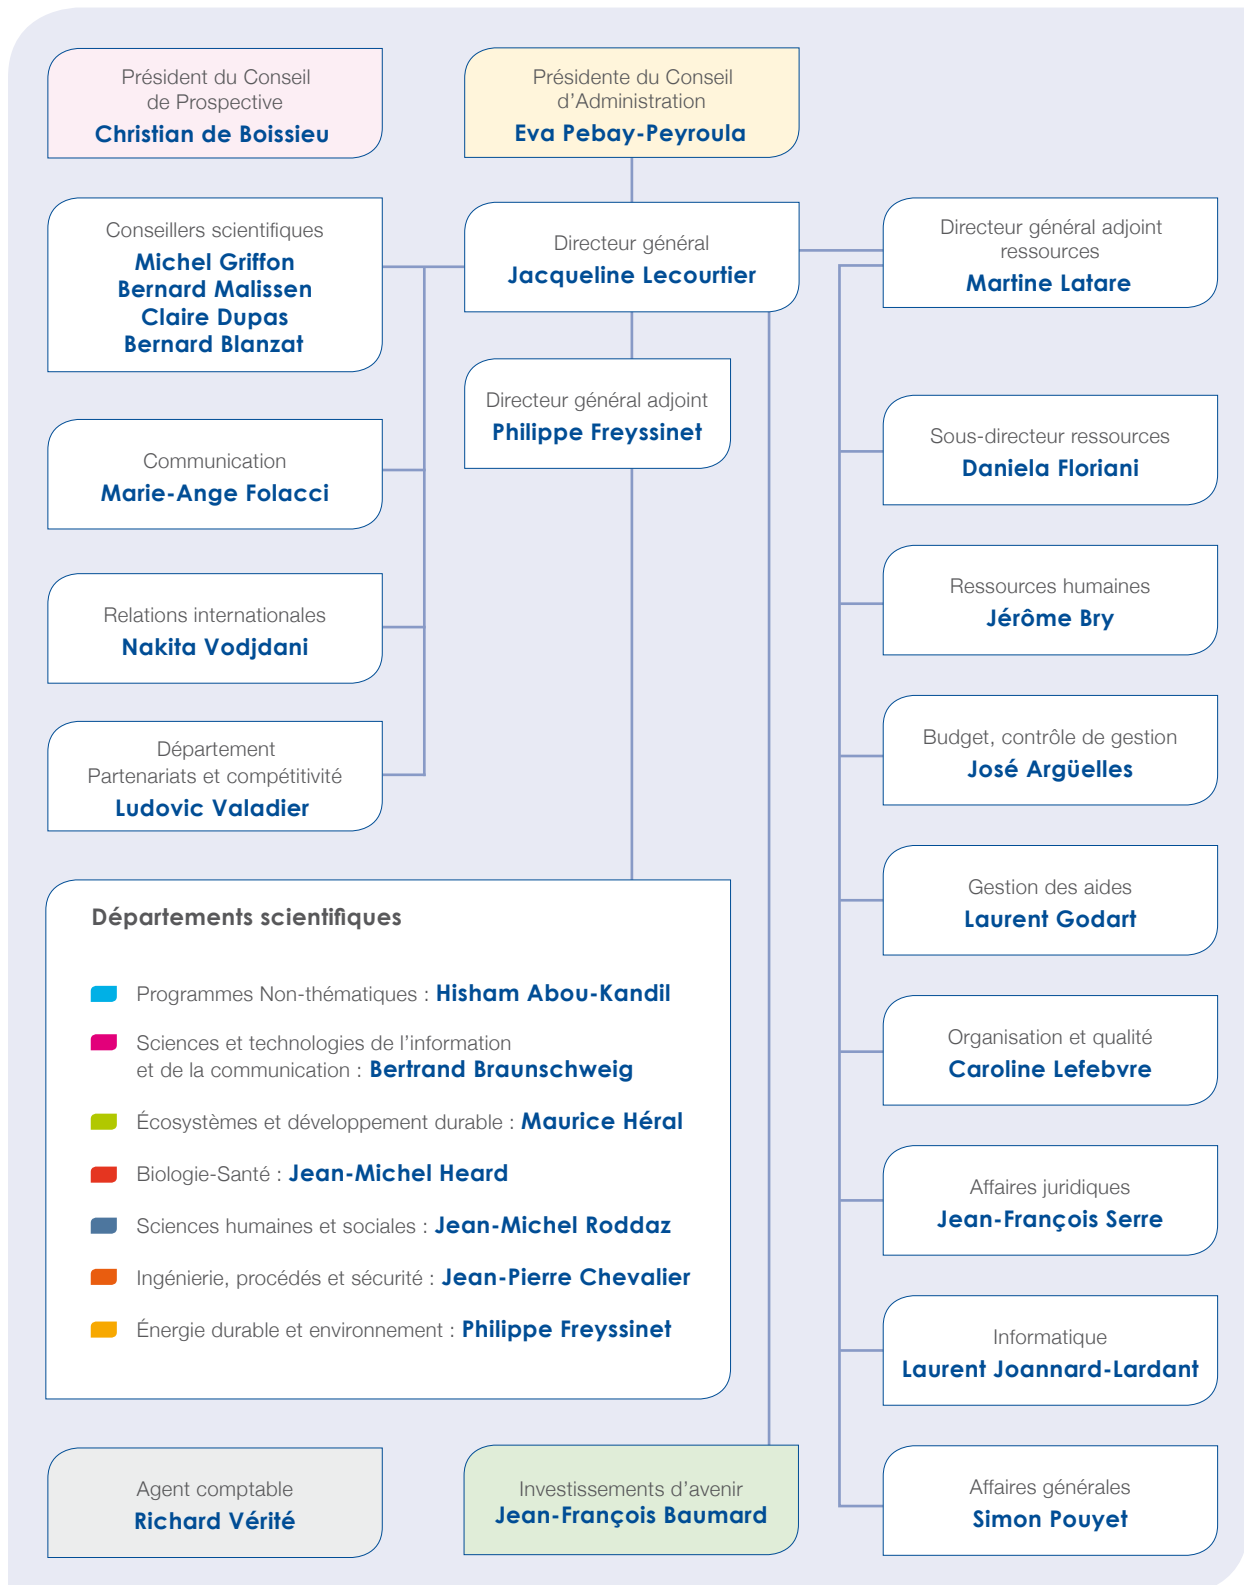 Président du Conseil
de Prospective
Christian de Boissieu
Présidente du Conseil
d’Administration
Eva Pebay-Peyroula
Conseillers scientifiques
Michel Griffon
Bernard Malissen
Claire Dupas
Bernard Blanzat
Directeur général
Jacqueline Lecourtier
Directeur général adjoint
ressources
Martine Latare
Directeur général adjoint
Philippe Freyssinet
Communication
Marie-Ange Folacci
Relations internationales
Nakita Vodjdani
Département
Partenariats et compétitivité
Ludovic Valadier
Sous-directeur ressources
Daniela Floriani
Ressources humaines
Jérôme Bry
Budget, contrôle de gestion
José Argüelles
Gestion des aides
Laurent Godart
Organisation et qualité
Caroline Lefebvre
Affaires juridiques
Jean-François Serre
Informatique
Laurent Joannard-Lardant
Affaires générales
Simon Pouyet
Départements scientifiques
Programmes Non-thématiques : Hisham Abou-Kandil
Sciences et technologies de l’information
et de la communication : Bertrand Braunschweig
Écosystèmes et développement durable : Maurice Héral
Biologie-Santé : Jean-Michel Heard
Sciences humaines et sociales : Jean-Michel Roddaz
Ingénierie, procédés et sécurité : Jean-Pierre Chevalier
Énergie durable et environnement : Philippe Freyssinet
Agent comptable
Richard Vérité
Investissements d’avenir
Jean-François Baumard